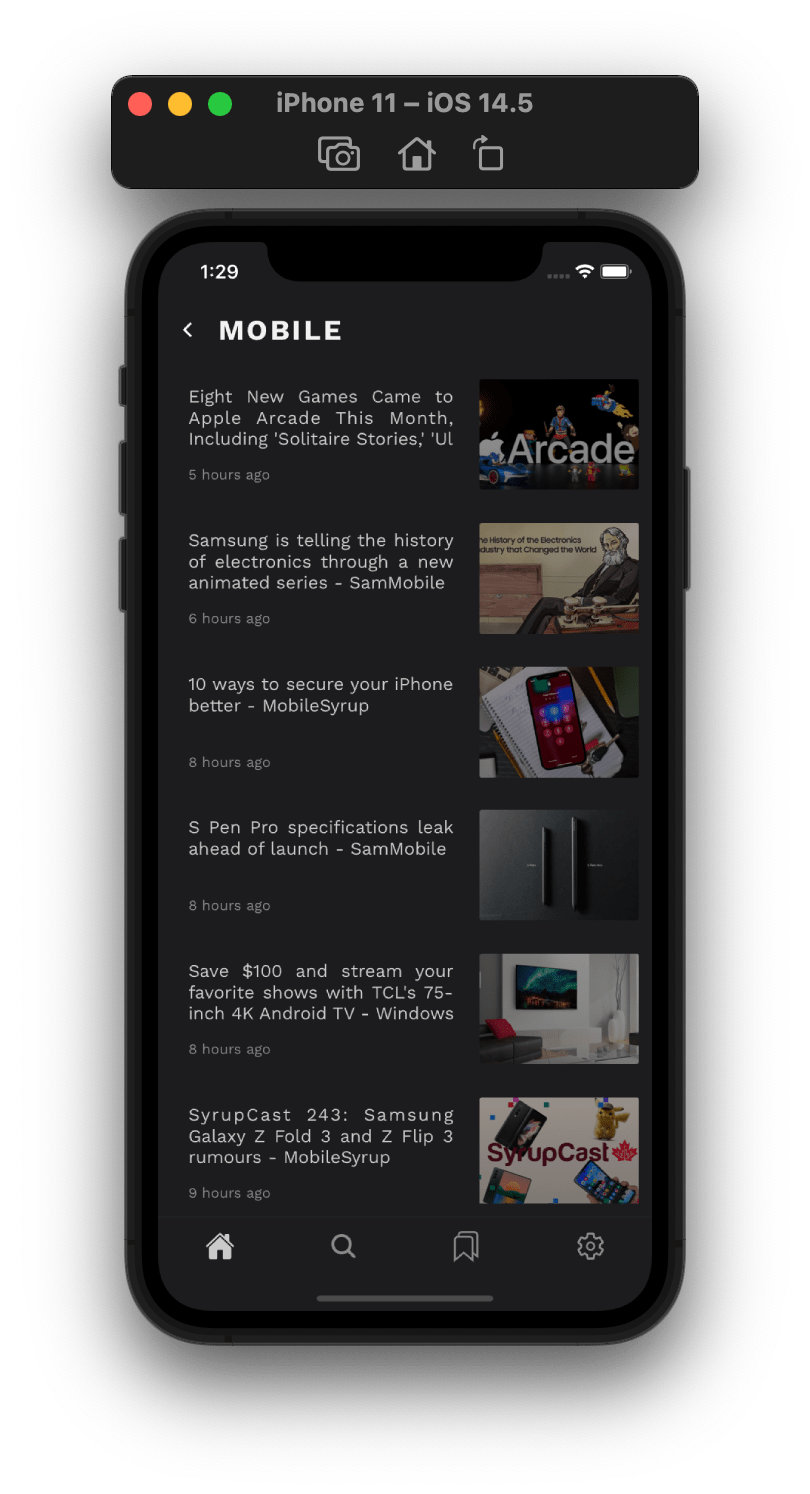 iPhone 11 – iOS 14.5
1:29
MOBILE
Eight New Games Came to
Apple Arcade This Month,
Including 'Solitaire Stories,' 'Ul
5 hours ago
Arcade
Samsung is telling the history
of electronics through a new
animated series - SamMobile
6 hours ago
he History of the Electronics
ndustry that Changed the World
10 ways to secure your iPhone
better - MobileSyrup
8 hours ago
S Pen Pro specifications leak
ahead of launch - SamMobile
8 hours ago
Save $100 and stream your
favorite shows with TCL's 75-
inch 4K Android TV - Windows
8 hours ago
SyrupCast 243: Samsung
Galaxy Z Fold 3 and Z Flip 3
rumours - MobileSyrup
9 hours ago
SyrupCast